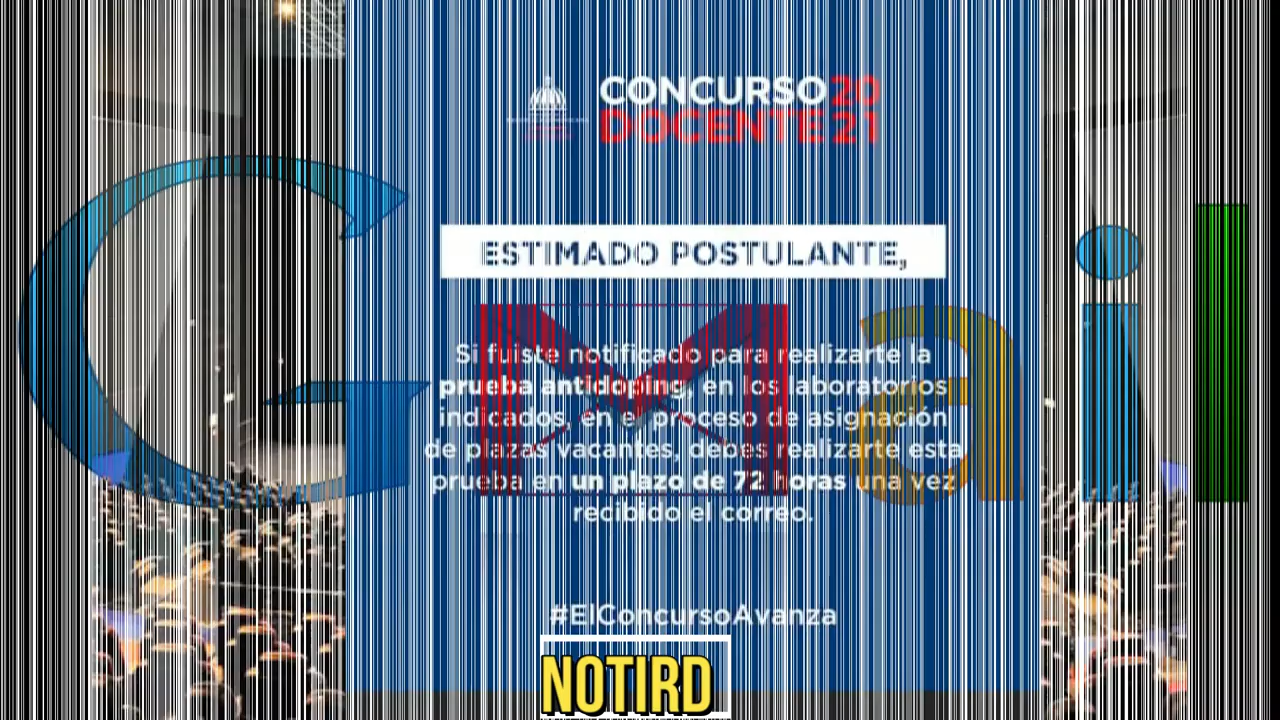 CONCURSO 20
DOCENTE 21
ESTIMADO POSTULANTE,
Gmail
Si fuiste notificado para realizarte la
prueba antidoping, en los laboratorios
indicados, en el proceso de asignación
de plazas vacantes, debes realizarte esta
prueba en un plazo de 72 horas una vez
recibido el correo.
#ElConcursoAvanza
NOTIRD